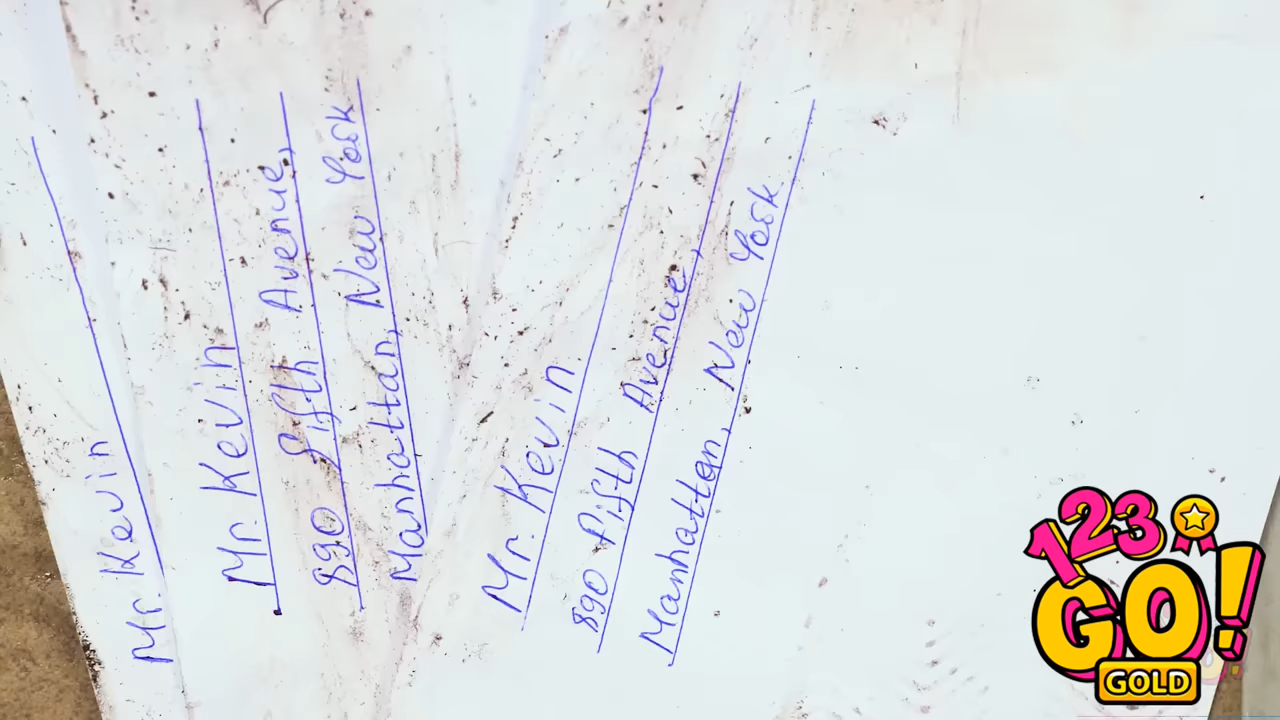 Mr. Kevin
Mr. Kevin
890 fifth Avenue,
Manhattan, New York
Mr. Kevin
890 fifth Avenue,
Manhattan, New York
123
GO!
GOLD